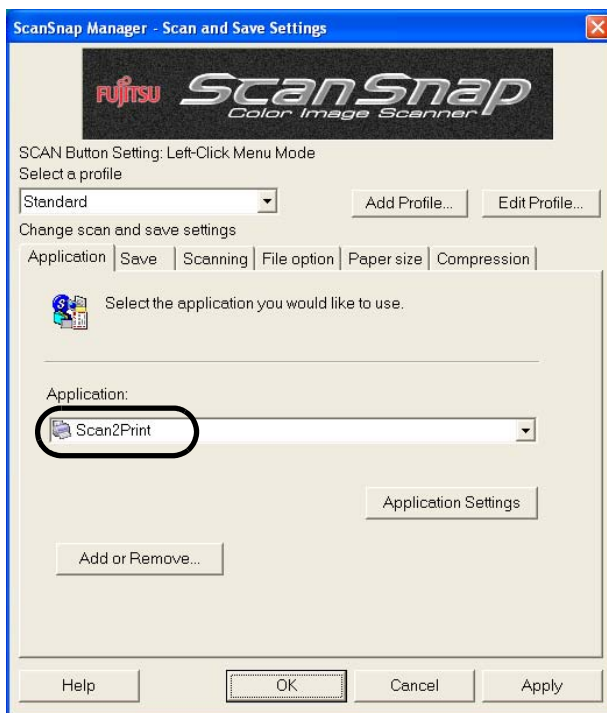 ScanSnap Manager - Scan and Save Settings
FUJITSU ScanSnap
Color Image Scanner
SCAN Button Setting: Left-Click Menu Mode
Select a profile
Standard Add Profile... Edit Profile...
Change scan and save settings
Application Save Scanning File option Paper size Compression
Select the application you would like to use.
Application:
Scan2Print
Application Settings
Add or Remove...
Help OK Cancel Apply